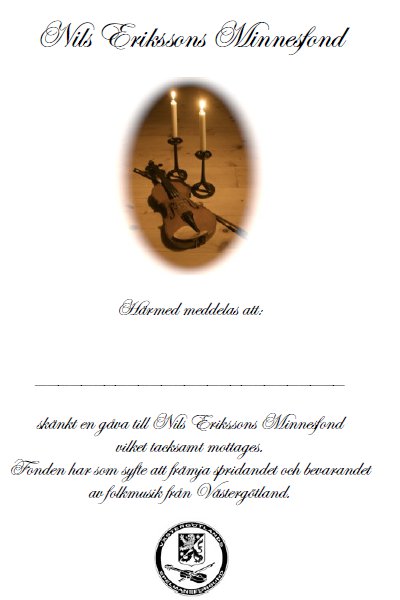 Nils Erikssons Minnesfond
Härmed meddelas att:
skänkt en gåva till Nils Erikssons Minnesfond
vilket tacksamt mottages.
Fonden har som syfte att främja spridandet och bevarandet
av folkmusik från Västergötland.
VÄSTERGÖTLANDS
SPELMANSFÖRBUND